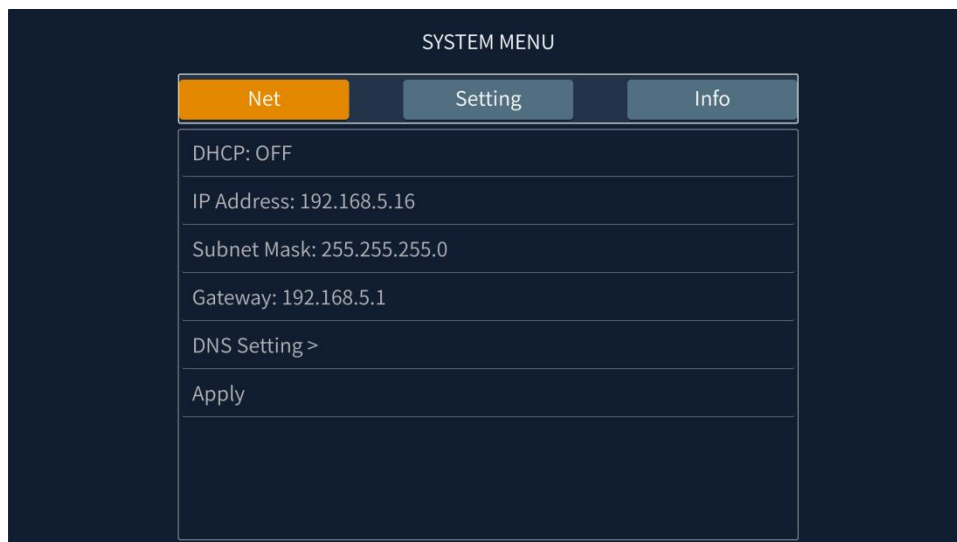 SYSTEM MENU
Net Setting Info
DHCP: OFF
IP Address: 192.168.5.16
Subnet Mask: 255.255.255.0
Gateway: 192.168.5.1
DNS Setting >
Apply